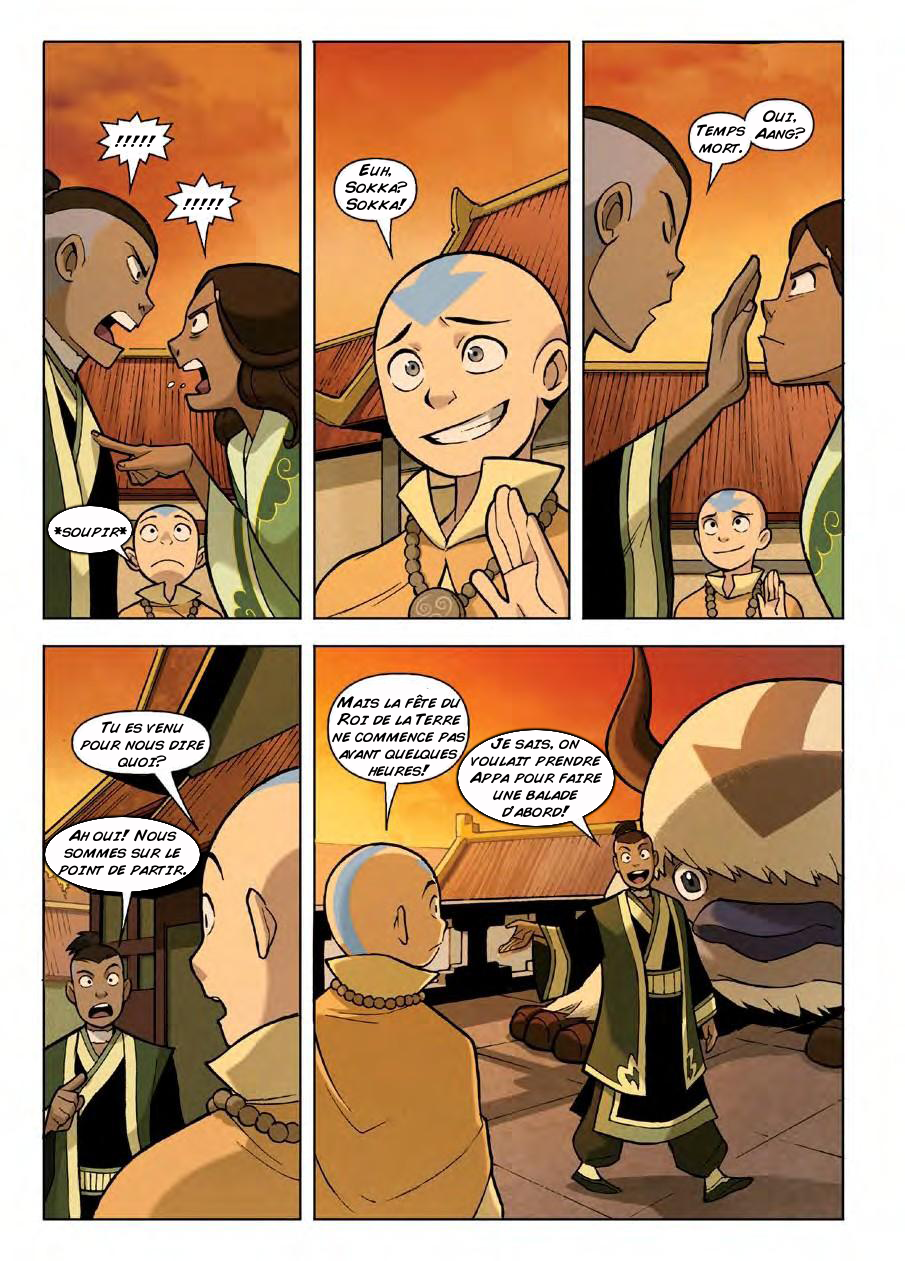 !!!!!
!!!!!
*SOUPIR*
EUH,
SOKKA?
SOKKA!
TEMPS
MORT.
OUI,
AANG?
TU ES VENU
POUR NOUS DIRE
QUOI?
AH OUI! NOUS
SOMMES SUR LE
POINT DE PARTIR.
MAIS LA FÊTE DU
ROI DE LA TERRE
NE COMMENCE PAS
AVANT QUELQUES
HEURES!
JE SAIS, ON
VOULAIT PRENDRE
APPA POUR FAIRE
UNE BALADE
D'ABORD!